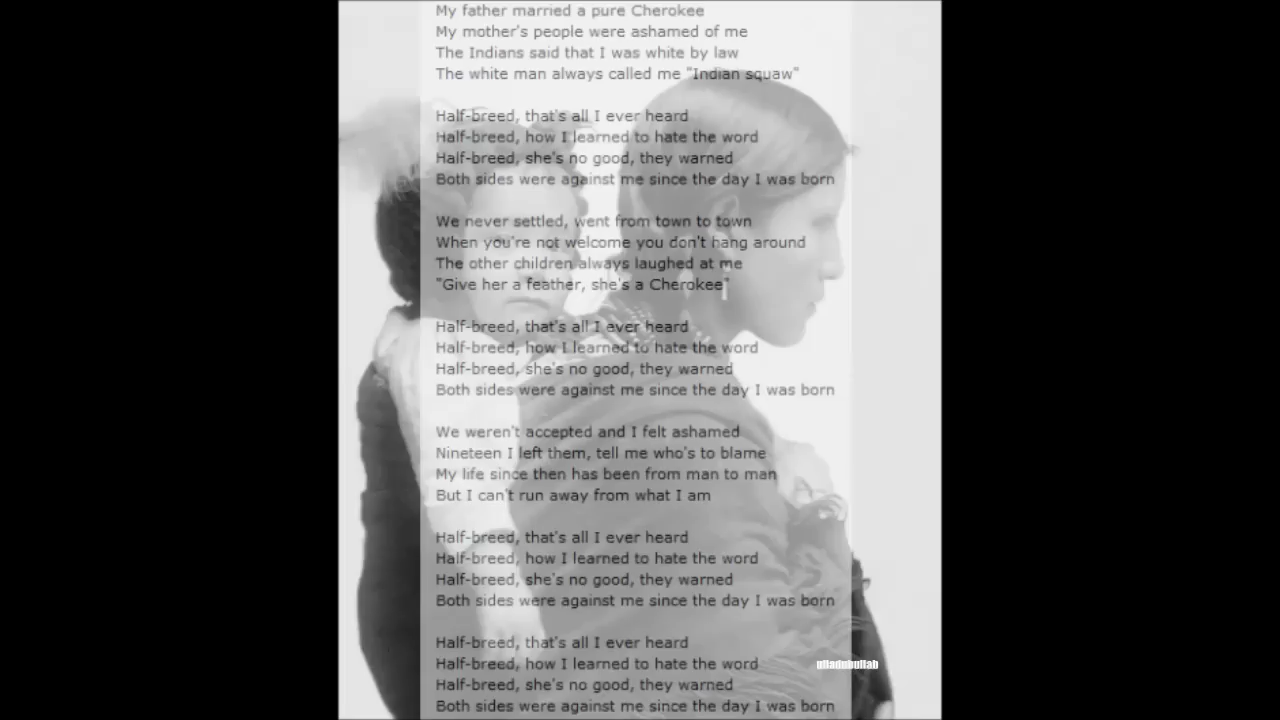 My father married a pure Cherokee
My mother's people were ashamed of me
The Indians said that I was white by law
The white man always called me "Indian squaw"
Half-breed, that's all I ever heard
Half-breed, how I learned to hate the word
Half-breed, she's no good, they warned
Both sides were against me since the day I was born
We never settled, went from town to town
When you're not welcome you don't hang around
The other children always laughed at me
"Give her a feather, she's a Cherokee"
Half-breed, that's all I ever heard
Half-breed, how I learned to hate the word
Half-breed, she's no good, they warned
Both sides were against me since the day I was born
We weren't accepted and I felt ashamed
Nineteen I left them, tell me who's to blame
My life since then has been from man to man
But I can't run away from what I am
Half-breed, that's all I ever heard
Half-breed, how I learned to hate the word
Half-breed, she's no good, they warned
Both sides were against me since the day I was born
Half-breed, that's all I ever heard
Half-breed, how I learned to hate the word
Half-breed, she's no good, they warned
Both sides were against me since the day I was born